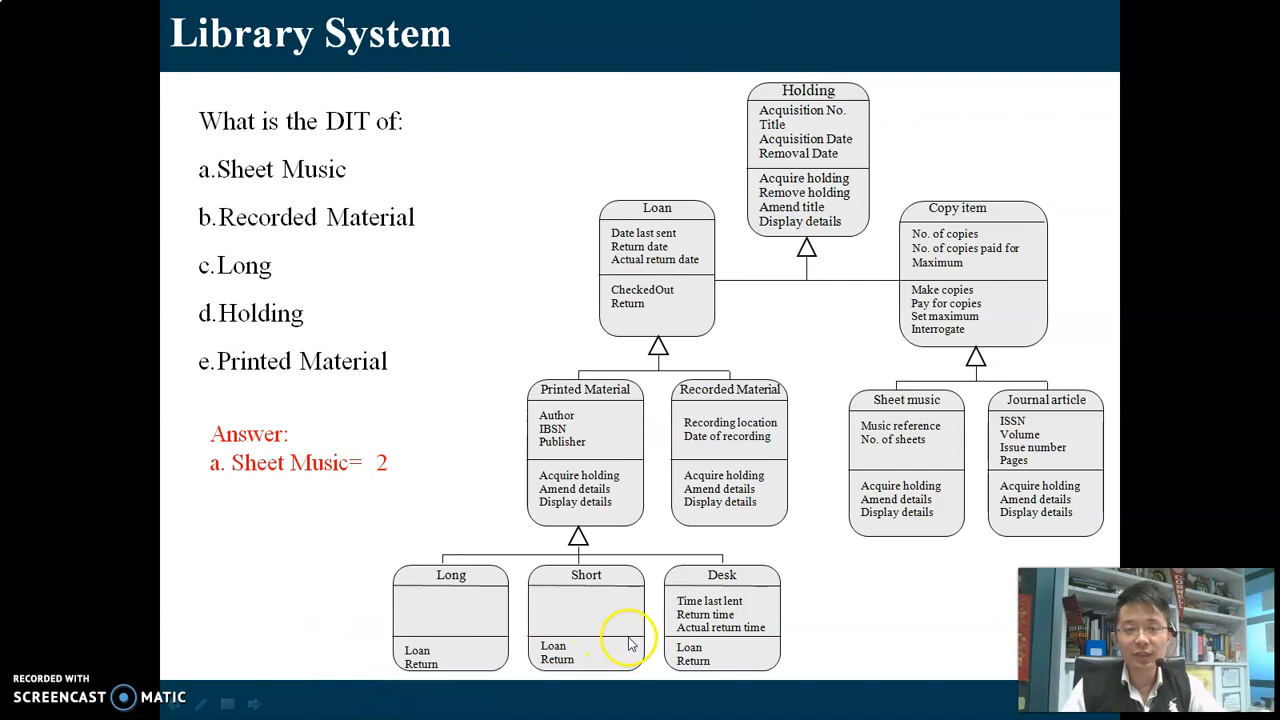 Library System
What is the DIT of:
a.Sheet Music
b.Recorded Material
c.Long
d.Holding
e.Printed Material
Answer:
a. Sheet Music= 2
Holding
Acquisition No.
Title
Acquisition Date
Removal Date
Acquire holding
Remove holding
Amend title
Display details
Loan
Date last sent
Return date
Actual return date
CheckedOut
Return
Copy item
No. of copies
No. of copies paid for
Maximum
Make copies
Pay for copies
Set maximum
Interrogate
Printed Material
Author
IBSN
Publisher
Acquire holding
Amend details
Display details
Recorded Material
Recording location
Date of recording
Acquire holding
Amend details
Display details
Sheet music
Music reference
No. of sheets
Acquire holding
Amend details
Display details
Journal article
ISSN
Volume
Issue number
Pages
Acquire holding
Amend details
Display details
Long
Loan
Return
Short
Loan
Return
Desk
Time last lent
Return time
Actual return time
Loan
Return
RECORDED WITH
SCREENCAST MATIC